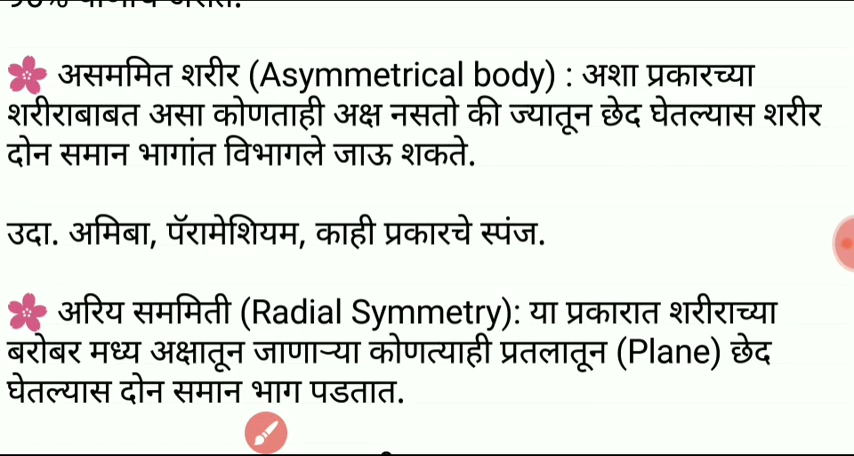 असममित शरीर (Asymmetrical body) : अशा प्रकारच्या
शरीराबाबत असा कोणताही अक्ष नसतो की ज्यातून छेद घेतल्यास शरीर
दोन समान भागांत विभागले जाऊ शकते.
उदा. अमिबा, पॅरामेशियम, काही प्रकारचे स्पंज.
अरिय सममिती (Radial Symmetry): या प्रकारात शरीराच्या
बरोबर मध्य अक्षातून जाणाऱ्या कोणत्याही प्रतलातून (Plane) छेद
घेतल्यास दोन समान भाग पडतात.